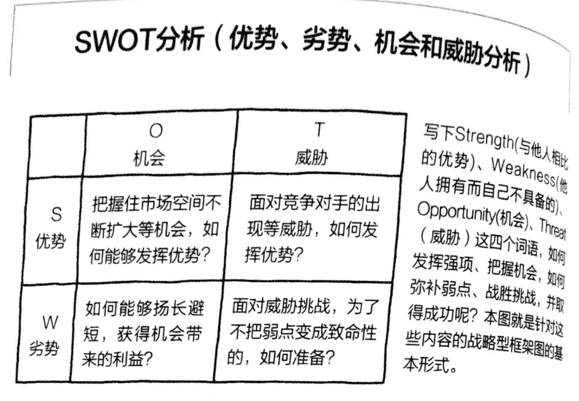 SWOT分析（优势、劣势、机会和威胁分析）
O
机会
T
威胁
S
优势
把握住市场空间不
断扩大等机会，如
何能够发挥优势？
面对竞争对手的出
现等威胁，如何发
挥优势？
W
劣势
如何能够扬长避
短，获得机会带
来的利益？
面对威胁挑战，为了
不把弱点变成致命性
的，如何准备？
写下Strength(与他人相比
的优势)、Weakness(他
人拥有而自己不具备的)、
Opportunity(机会)、Threat
（威胁）这四个词语，如何
发挥强项、把握机会，如何
弥补弱点、战胜挑战，并取
得成功呢？本图就是针对这
些内容的战略型框架图的基
本形式。